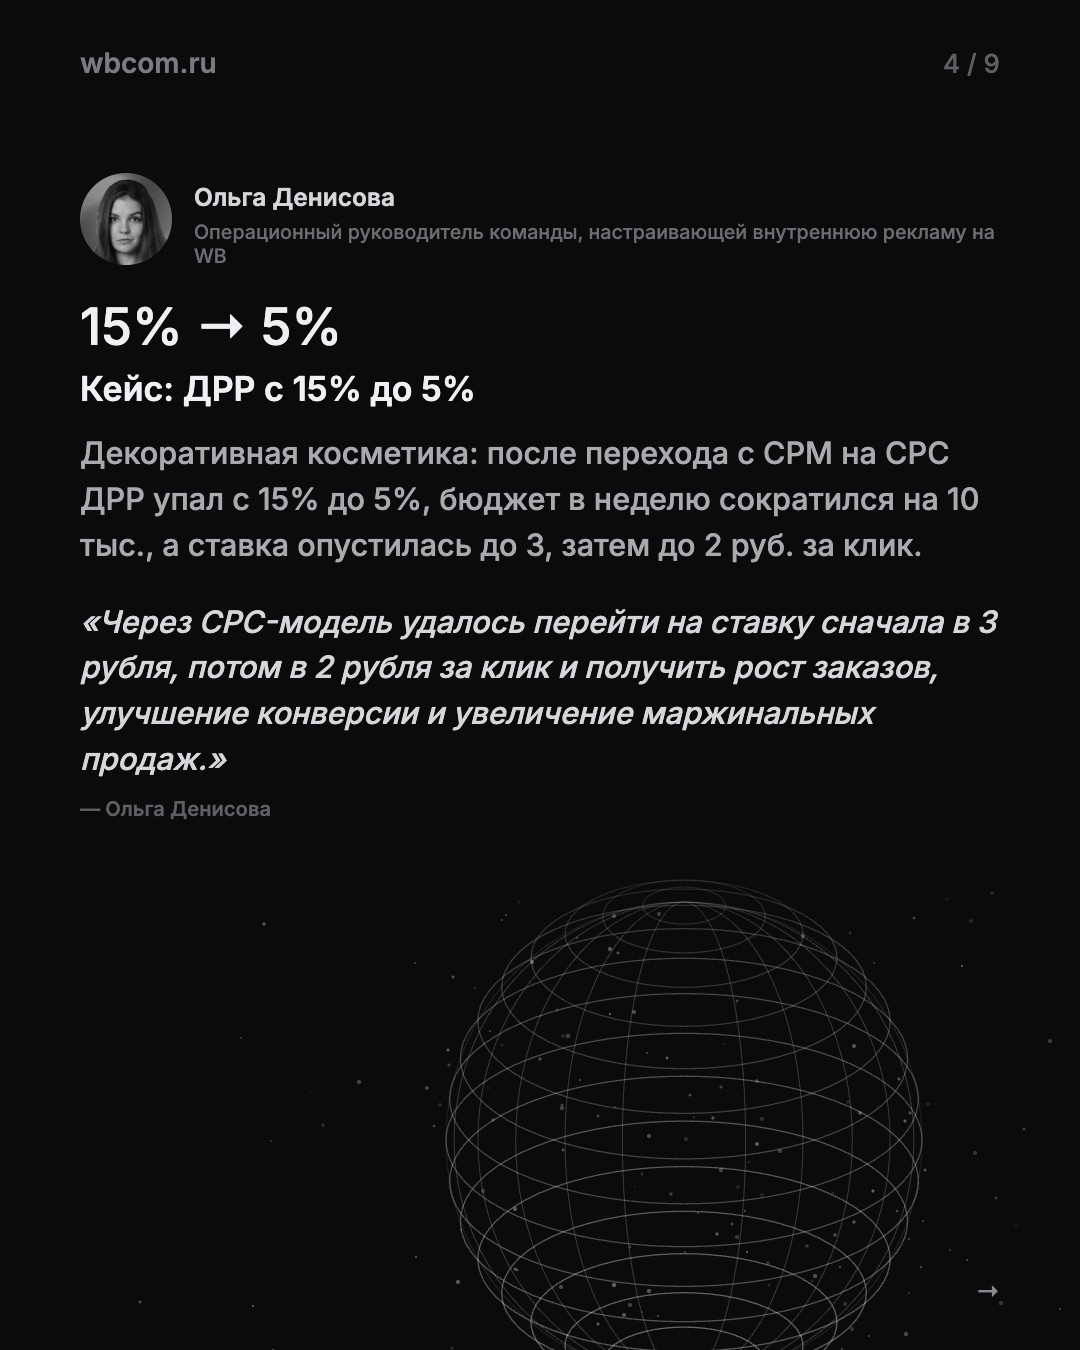 wbcom.ru
4 / 9
Ольга Денисова
Операционный руководитель команды, настраивающей внутреннюю рекламу на
WB
15% → 5%
Кейс: ДРР с 15% до 5%
Декоративная косметика: после перехода с CPM на CPC
ДРР упал с 15% до 5%, бюджет в неделю сократился на 10
тыс., а ставка опустилась до 3, затем до 2 руб. за клик.
«Через CPC-модель удалось перейти на ставку сначала в 3
рубля, потом в 2 рубля за клик и получить рост заказов,
улучшение конверсии и увеличение маржинальных
продаж.»
— Ольга Денисова
→